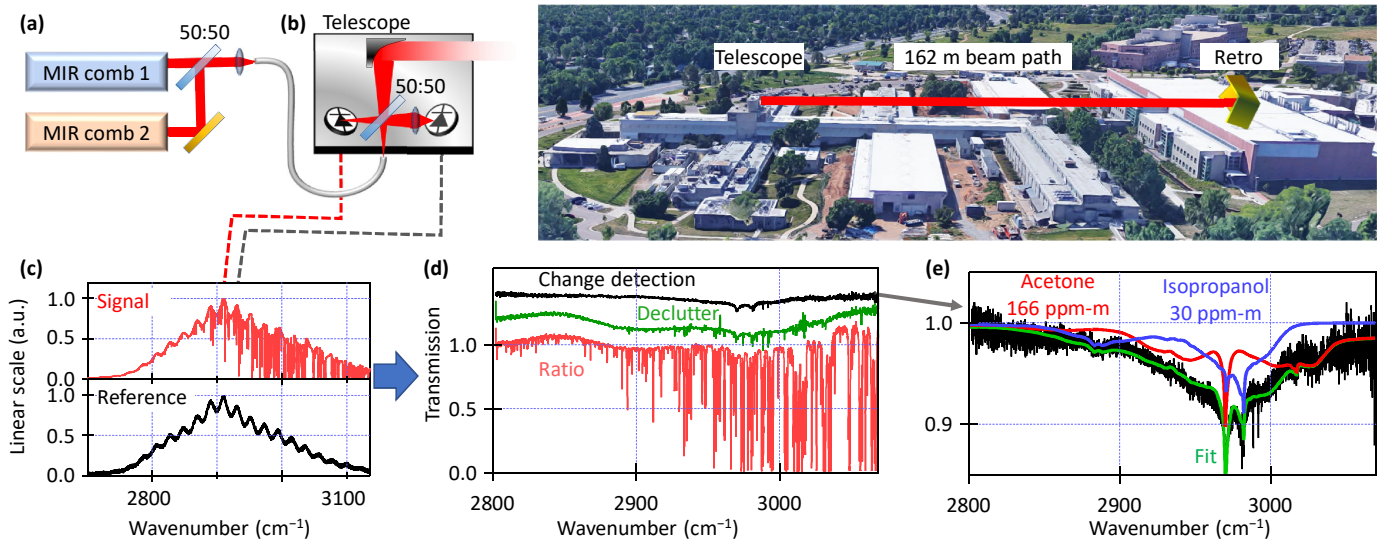 (a)
50:50
MIR comb 1
MIR comb 2
(b)
Telescope
50:50
Telescope
162 m beam path
Retro
(c)
Linear scale (a.u.)
1.0
0.5
0.0
Signal
1.0
0.5
0.0
Reference
2800
3100
Wavenumber (cm⁻¹)
(d)
Transmission
1.0
0.5
0.0
Change detection
Declutter
Ratio
2800
2900
3000
Wavenumber (cm⁻¹)
(e)
1.0
0.9
Acetone
166 ppm-m
Isopropanol
30 ppm-m
Fit
2800
2900
3000
Wavenumber (cm⁻¹)